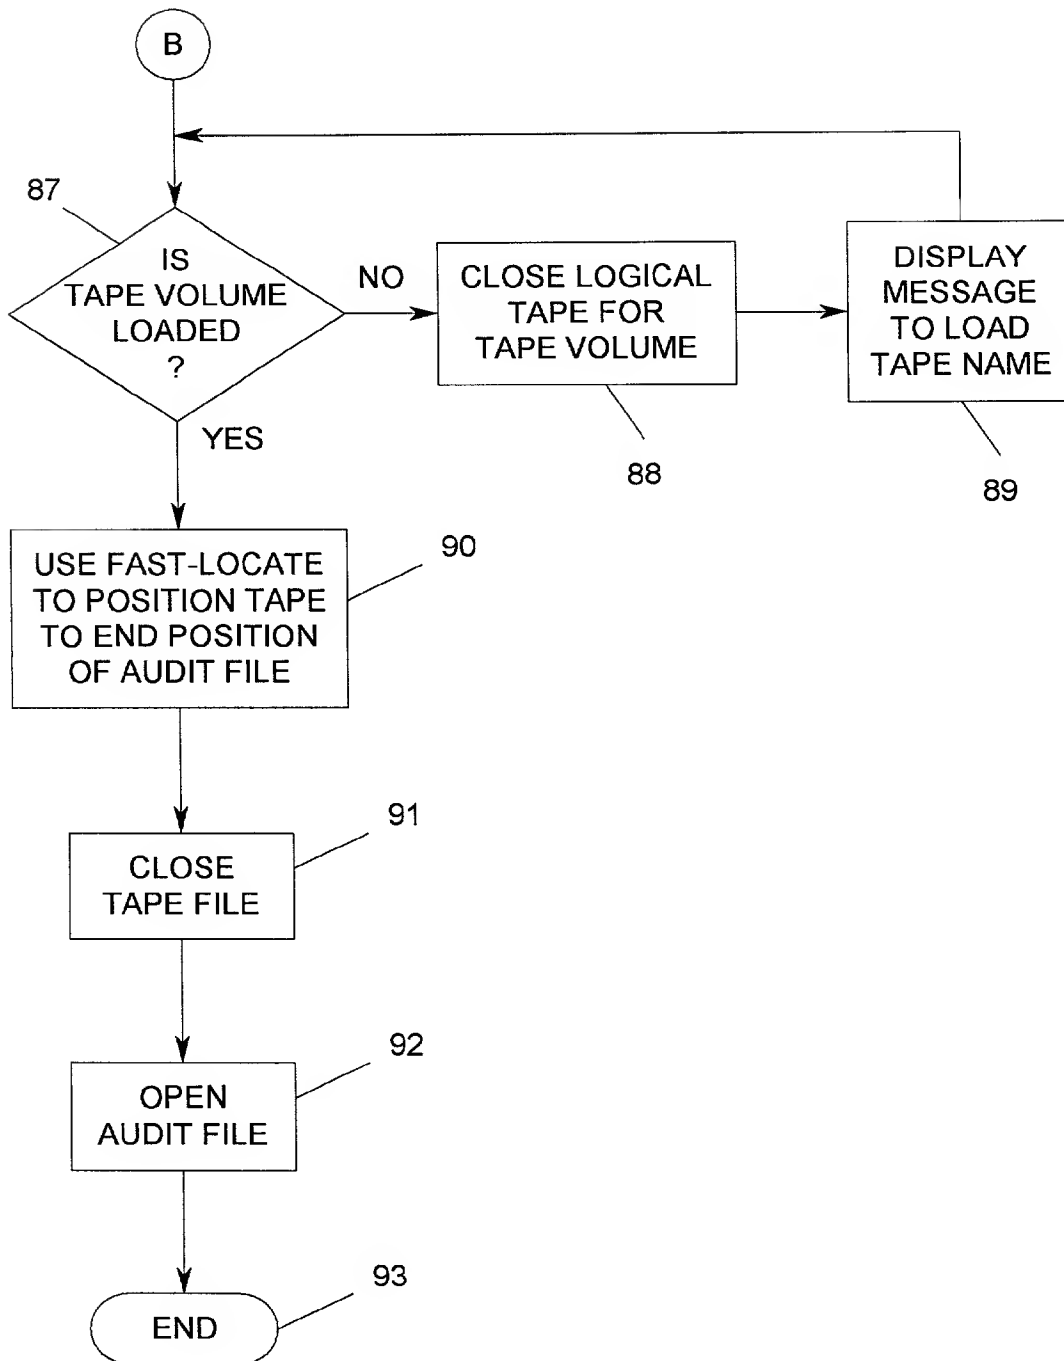 B
87
IS
TAPE VOLUME
LOADED
?
NO
CLOSE LOGICAL
TAPE FOR
TAPE VOLUME
88
DISPLAY
MESSAGE
TO LOAD
TAPE NAME
89
YES
USE FAST-LOCATE
TO POSITION TAPE
TO END POSITION
OF AUDIT FILE
90
CLOSE
TAPE FILE
91
OPEN
AUDIT FILE
92
END
93